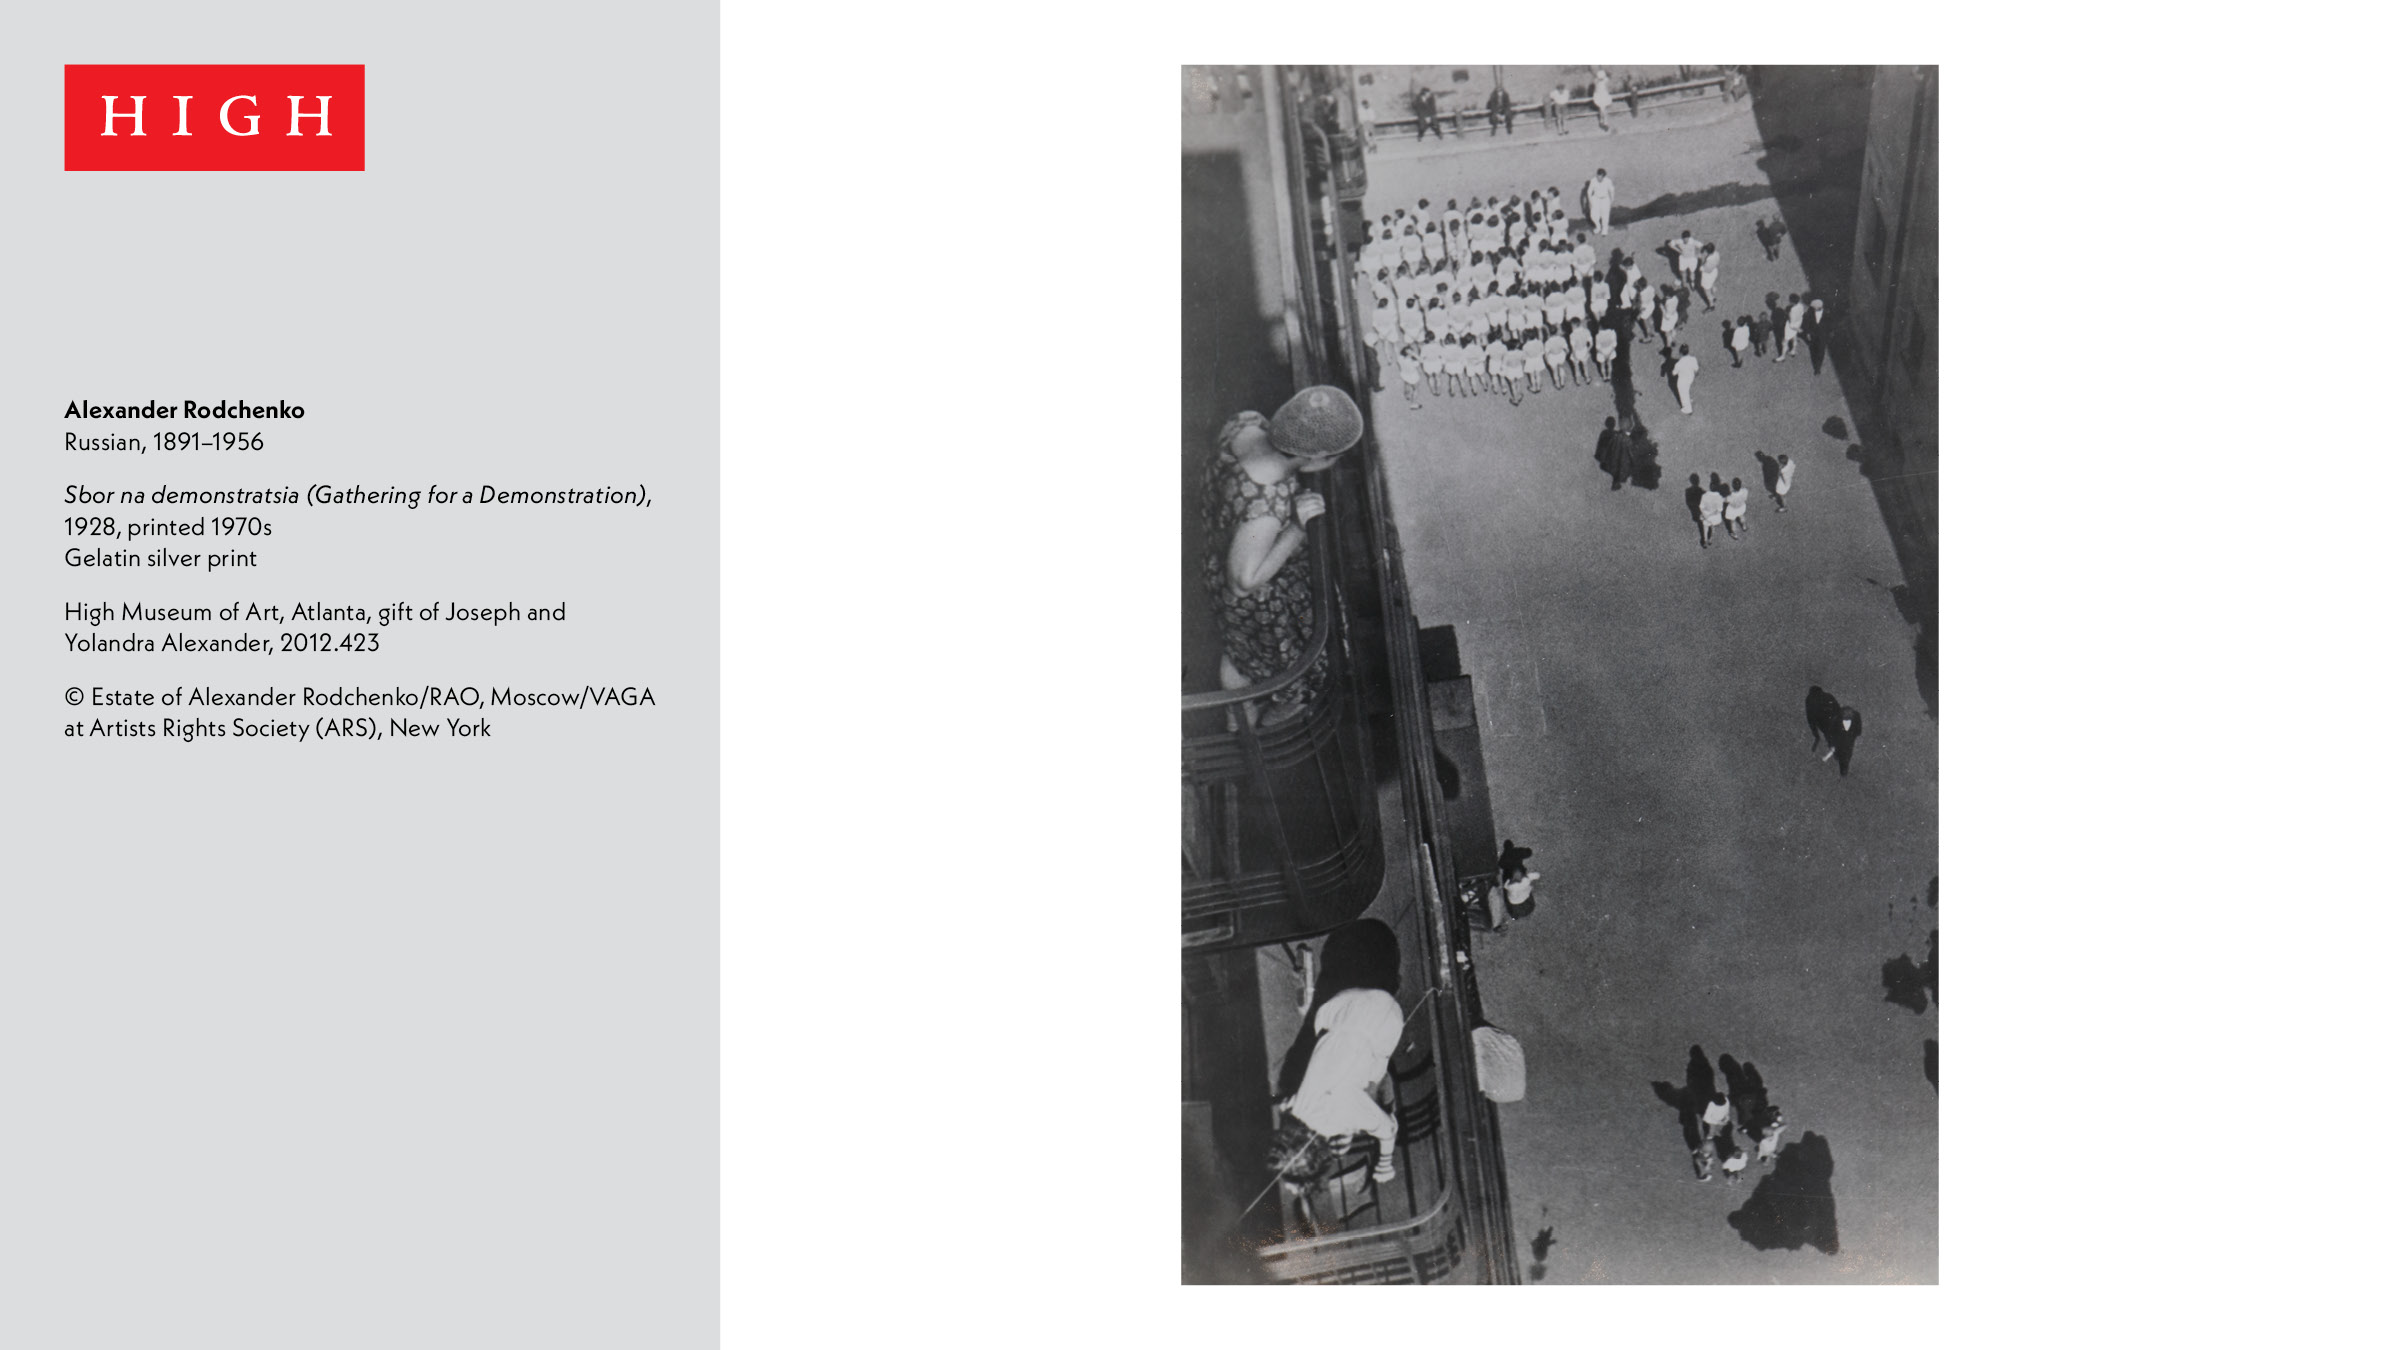 HIGH
Alexander Rodchenko
Russian, 1891–1956
Sbor na demonstratsia (Gathering for a Demonstration),
1928, printed 1970s
Gelatin silver print
High Museum of Art, Atlanta, gift of Joseph and
Yolandra Alexander, 2012.423
© Estate of Alexander Rodchenko/RAO, Moscow/VAGA
at Artists Rights Society (ARS), New York